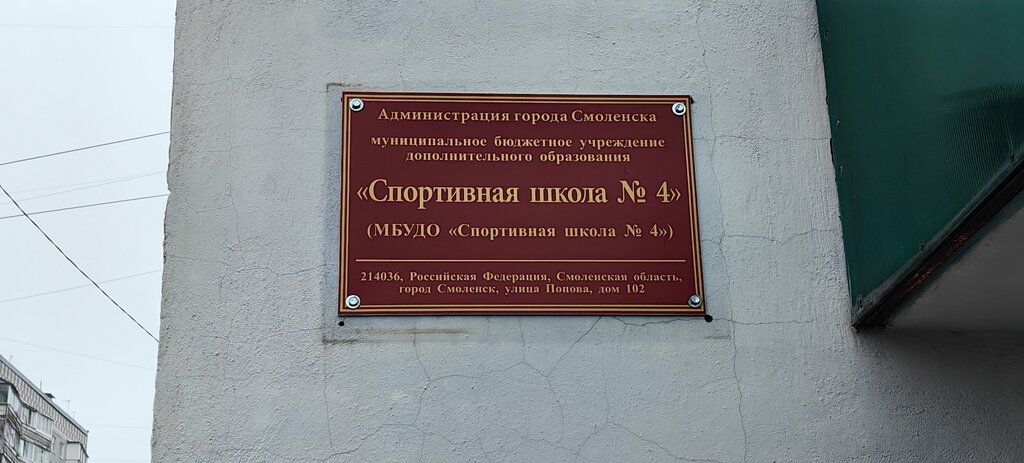 Администрация города Смоленска
муниципальное бюджетное учреждение
дополнительного образования
«Спортивная школа № 4»
(МБУДО «Спортивная школа № 4»)
214036, Российская Федерация, Смоленская область,
город Смоленск, улица Попова, дом 102